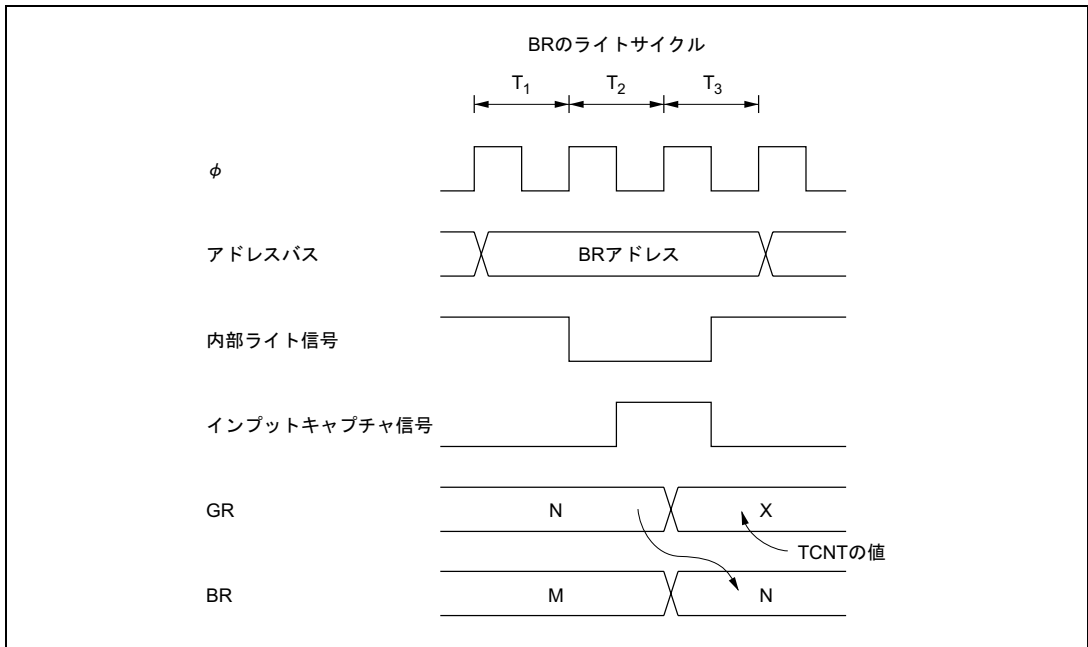 BRのライトサイクル
T1 T2 T3
φ
アドレスバス BRアドレス
内部ライト信号
インプットキャプチャ信号
GR N X
TCNTの値
BR M N